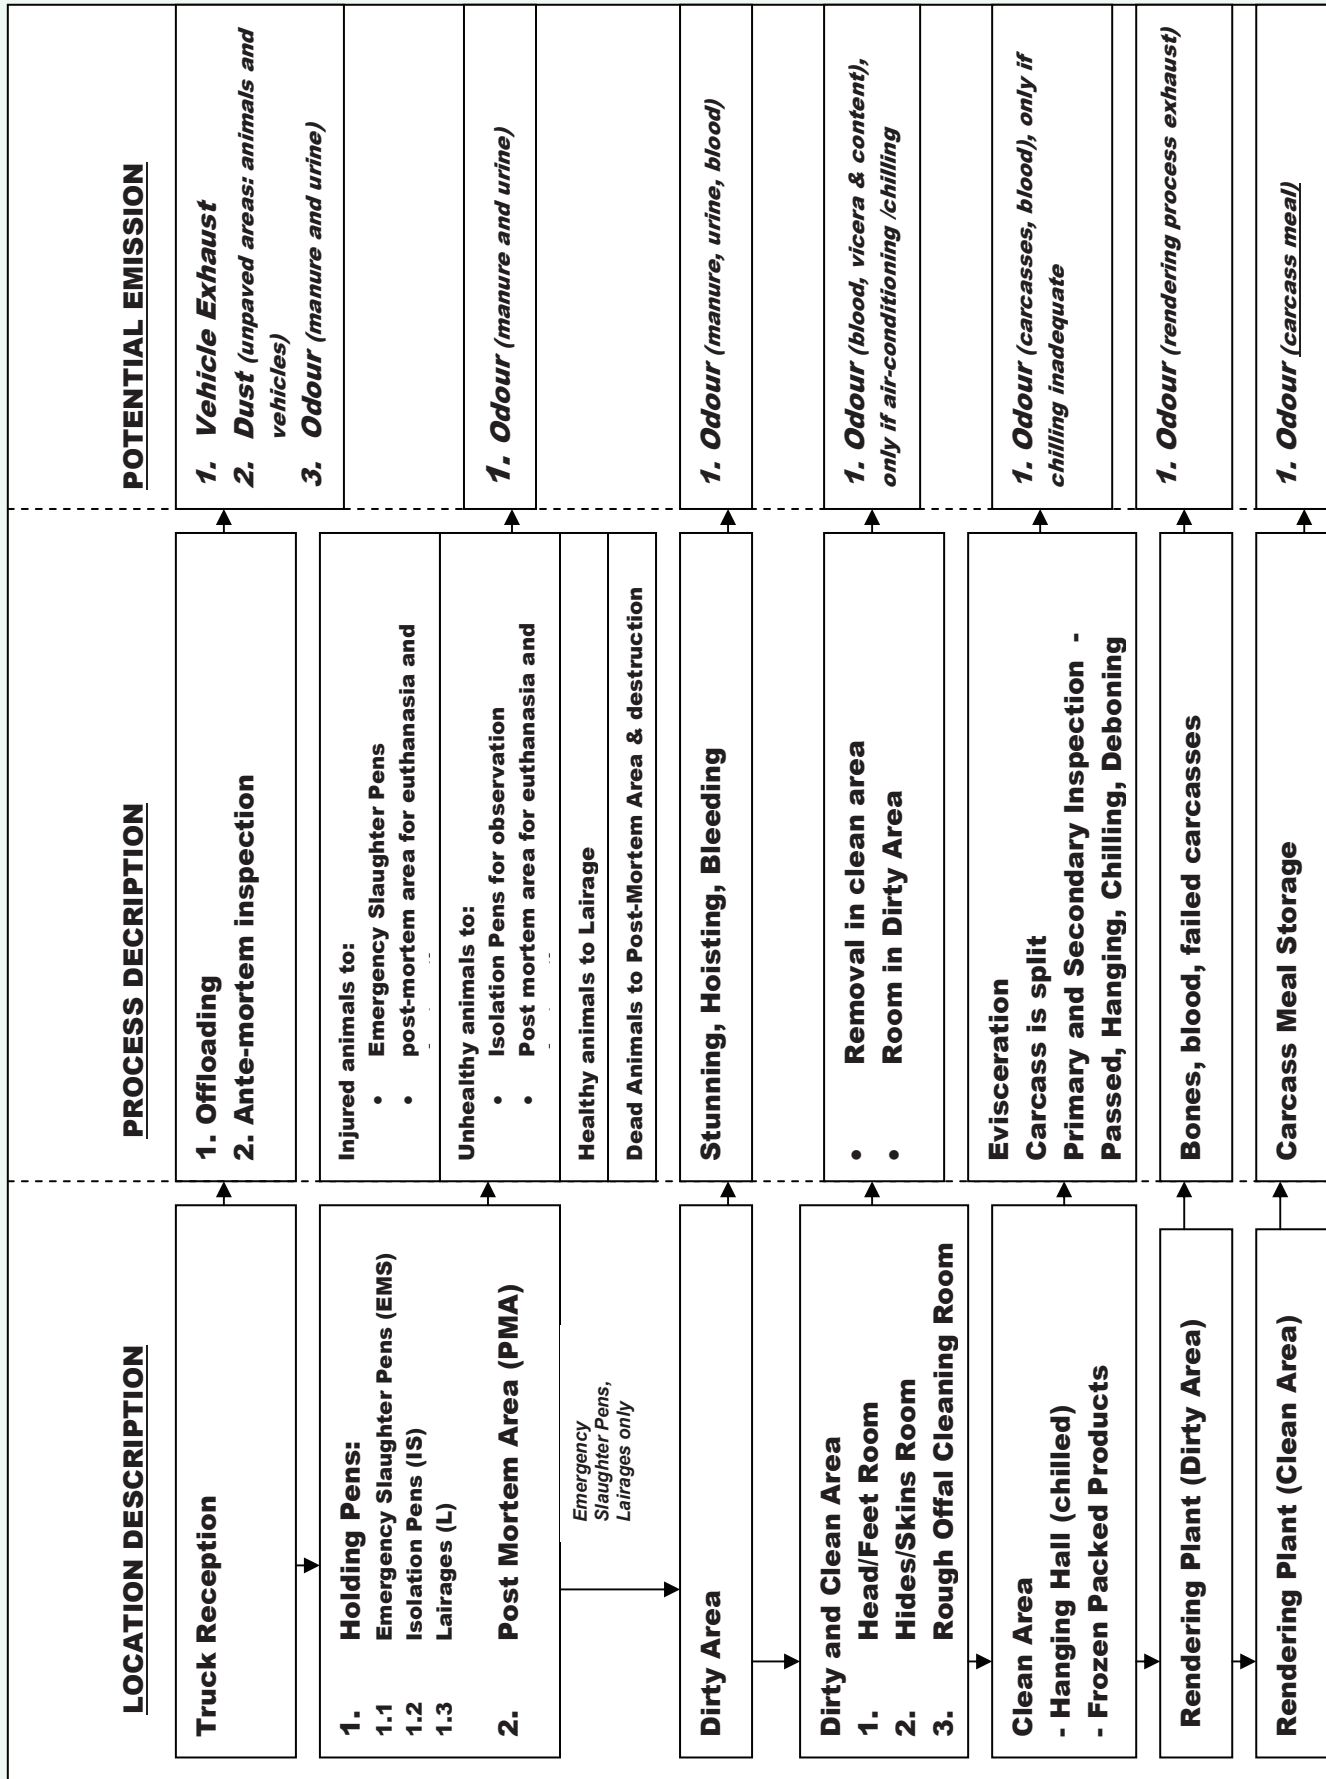 LOCATION DESCRIPTION
PROCESS DECRIPTION
POTENTIAL EMISSION
Truck Reception
1. Offloading
2. Ante-mortem inspection
1. Vehicle Exhaust
2. Dust (unpaved areas: animals and
vehicles)
3. Odour (manure and urine)
1. Holding Pens:
1.1 Emergency Slaughter Pens (EMS)
1.2 Isolation Pens (IS)
1.3 Lairages (L)
2. Post Mortem Area (PMA)
Injured animals to:
• Emergency Slaughter Pens
• post-mortem area for euthanasia and
Unhealthy animals to:
• Isolation Pens for observation
• Post mortem area for euthanasia and
Healthy animals to Lairage
Dead Animals to Post-Mortem Area & destruction
1. Odour (manure and urine)
Emergency
Slaughter Pens,
Lairages only
Dirty Area
Stunning, Hoisting, Bleeding
1. Odour (manure, urine, blood)
Dirty and Clean Area
1. Head/Feet Room
2. Hides/Skins Room
3. Rough Offal Cleaning Room
• Removal in clean area
• Room in Dirty Area
1. Odour (blood, vicera & content),
only if air-conditioning /chilling
Clean Area
- Hanging Hall (chilled)
- Frozen Packed Products
Evisceration
Carcass is split
Primary and Secondary Inspection -
Passed, Hanging, Chilling, Deboning
1. Odour (carcasses, blood), only if
chilling inadequate
Rendering Plant (Dirty Area)
Bones, blood, failed carcasses
1. Odour (rendering process exhaust)
Rendering Plant (Clean Area)
Carcass Meal Storage
1. Odour (carcass meal)